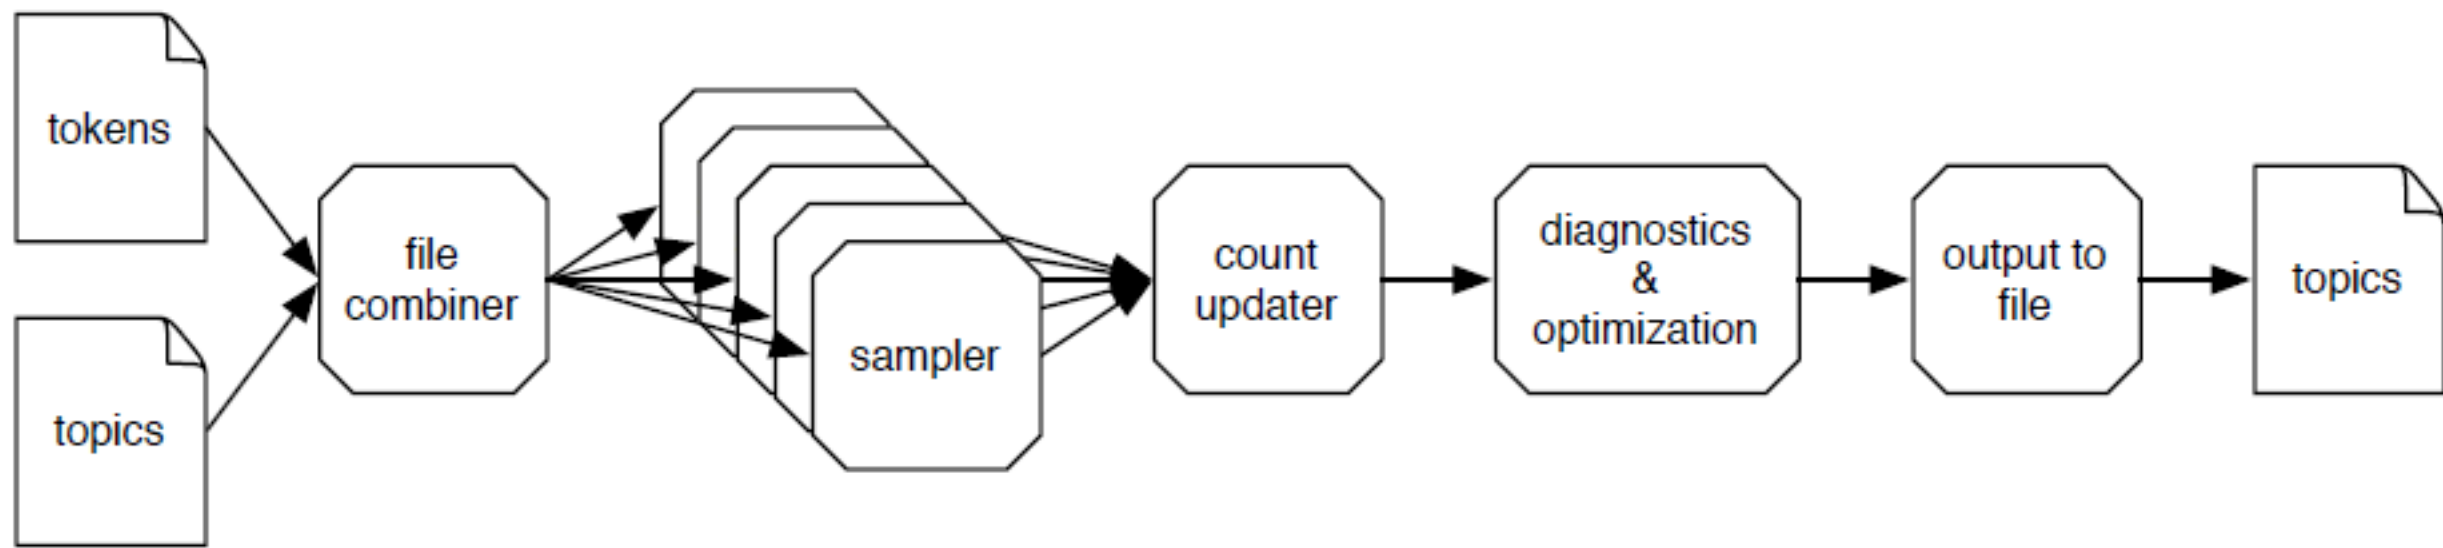 tokens
topics
file
combiner
sampler
count
updater
diagnostics
&
optimization
output to
file
topics